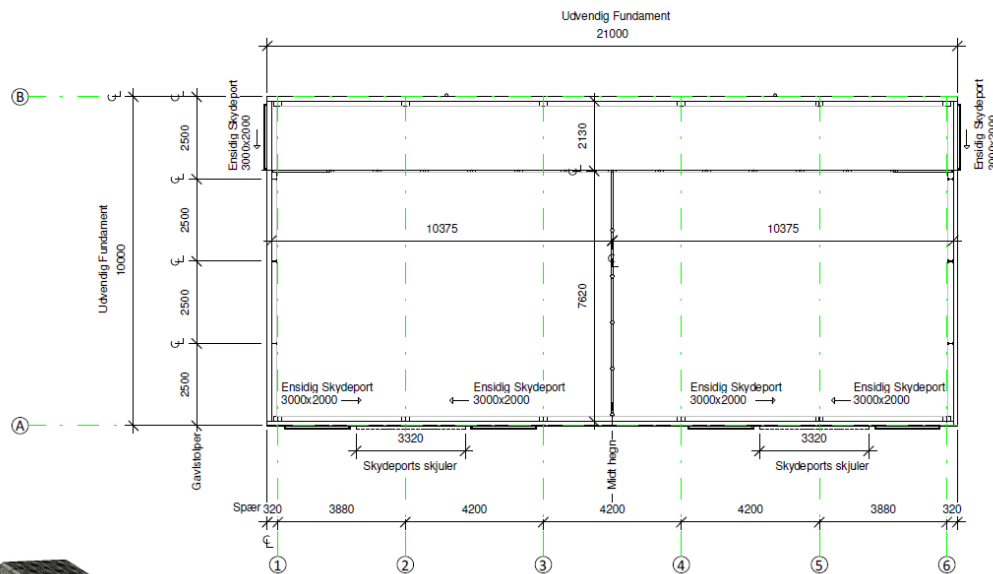 Udvendig Fundament
21000
B
Ensidig Skydeport
3000x2000
2500
2130
Ensidig Skydeport
3000x2000
Udvendig Fundament
10000
2500
10375
10375
2500
7620
2500
Ensidig Skydeport
3000x2000
Ensidig Skydeport
3000x2000
Ensidig Skydeport
3000x2000
Ensidig Skydeport
3000x2000
A
3320
3320
Gavlstolper
Skydeports skjuler
Midt hegn
Skydeports skjuler
Spær 320 3880 4200 4200 4200 3880 320
1 2 3 4 5 6